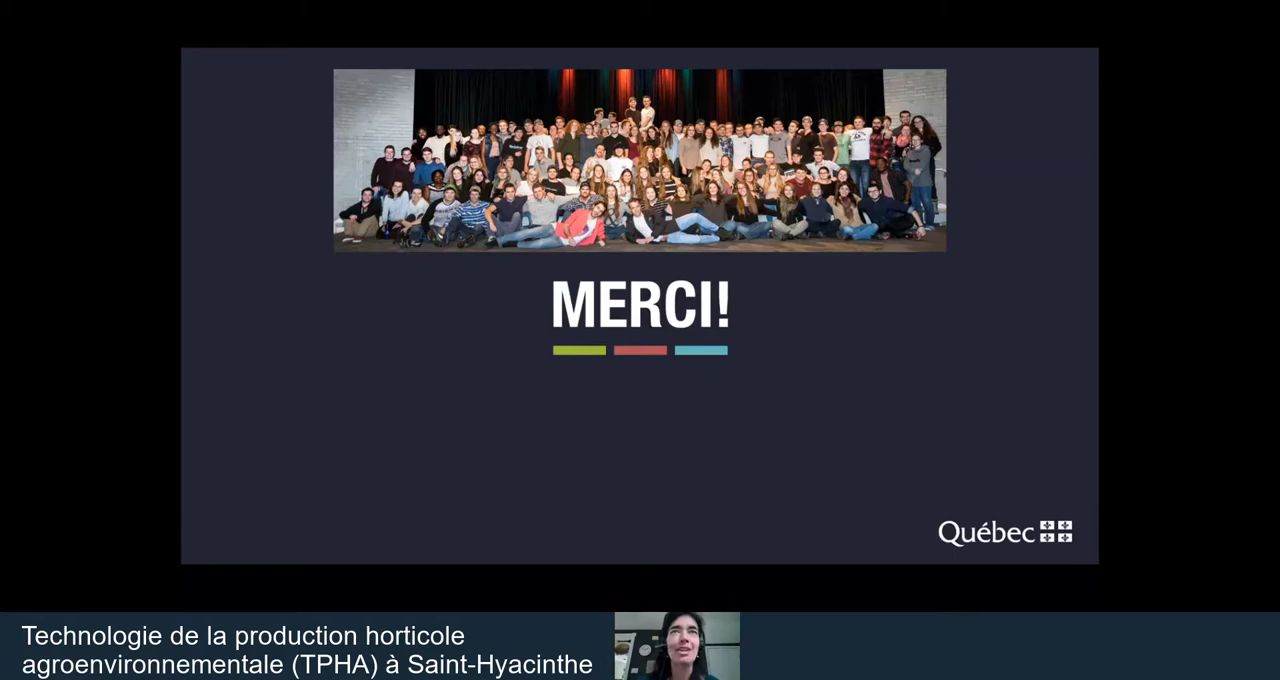 MERCI!
Québec
Technologie de la production horticole
agroenvironnementale (TPHA) à Saint-Hyacinthe